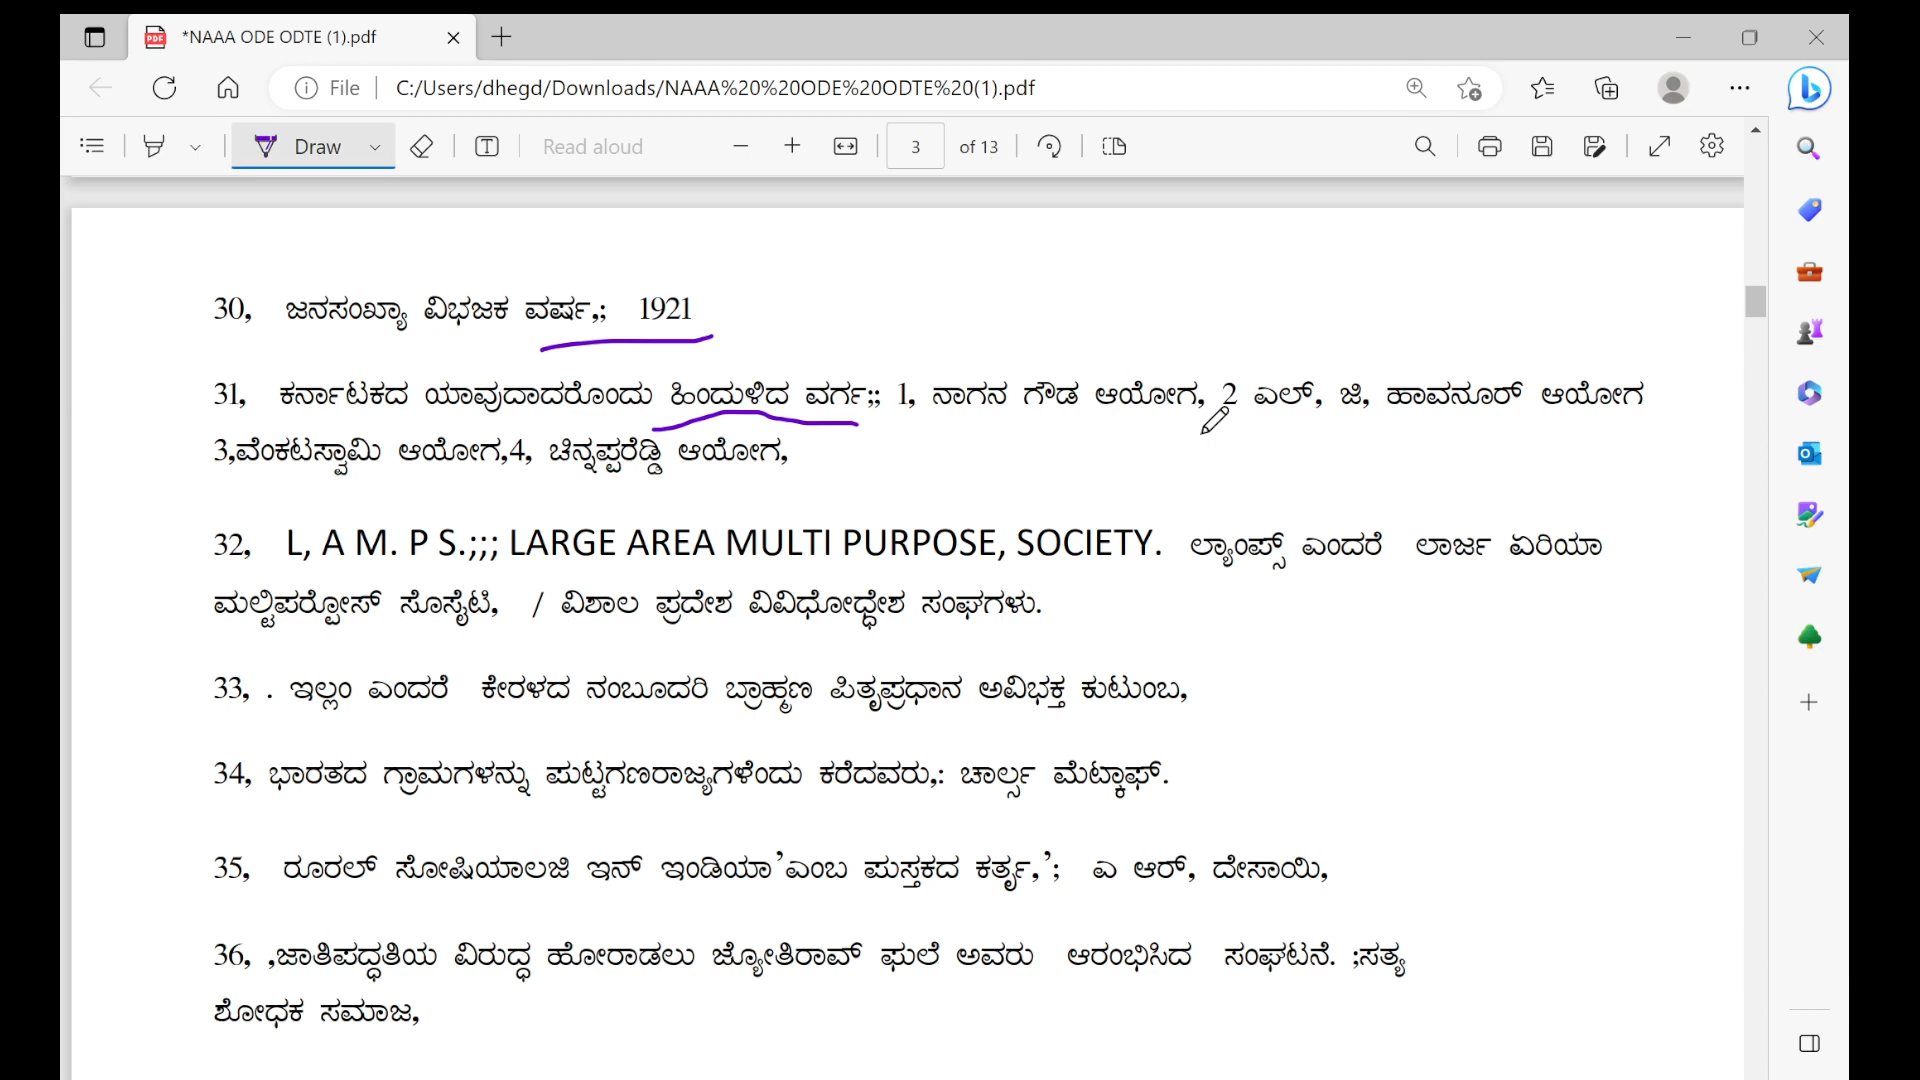 *NAAA ODE ODTE (1).pdf
File
C:/Users/dhegd/Downloads/NAAA%20%20ODE%20ODTE%20(1).pdf
Draw
Read aloud
3
of 13
30, ಜನಸಂಖ್ಯಾ ವಿಭಜಕ ವರ್ಷ,; 1921
31, ಕರ್ನಾಟಕದ ಯಾವುದಾದರೊಂದು ಹಿಂದುಳಿದ ವರ್ಗ;; 1, ನಾಗನ ಗೌಡ ಆಯೋಗ, 2 ಎಲ್, ಜಿ, ಹಾವನೂರ್ ಆಯೋಗ
3,ವೆಂಕಟಸ್ವಾಮಿ ಆಯೋಗ,4, ಚಿನ್ನಪ್ಪರೆಡ್ಡಿ ಆಯೋಗ,
32, L, A M. P S.;;; LARGE AREA MULTI PURPOSE, SOCIETY. ಲ್ಯಾಂಪ್ಸ್ ಎಂದರೆ ಲಾರ್ಜ ಏರಿಯಾ
ಮಲ್ಟಿಪರ್ಪೋಸ್ ಸೊಸೈಟಿ, / ವಿಶಾಲ ಪ್ರದೇಶ ವಿವಿಧೋದ್ಧೇಶ ಸಂಘಗಳು.
33, . ಇಲ್ಲಂ ಎಂದರೆ ಕೇರಳದ ನಂಬೂದರಿ ಬ್ರಾಹ್ಮಣ ಪಿತೃಪ್ರಧಾನ ಅವಿಭಕ್ತ ಕುಟುಂಬ,
34, ಭಾರತದ ಗ್ರಾಮಗಳನ್ನು ಪುಟ್ಟಗಣರಾಜ್ಯಗಳೆಂದು ಕರೆದವರು,: ಚಾರ್ಲ್ಸ ಮೆಟ್ಕಾಫ್.
35, ರೂರಲ್ ಸೋಷಿಯಾಲಜಿ ಇನ್ ಇಂಡಿಯಾ’ಎಂಬ ಪುಸ್ತಕದ ಕರ್ತೃ,’; ಎ ಆರ್, ದೇಸಾಯಿ,
36, ,ಜಾತಿಪದ್ಧತಿಯ ವಿರುದ್ಧ ಹೋರಾಡಲು ಜ್ಯೋತಿರಾವ್ ಫುಲೆ ಅವರು ಆರಂಭಿಸಿದ ಸಂಘಟನೆ. ;ಸತ್ಯ
ಶೋಧಕ ಸಮಾಜ,